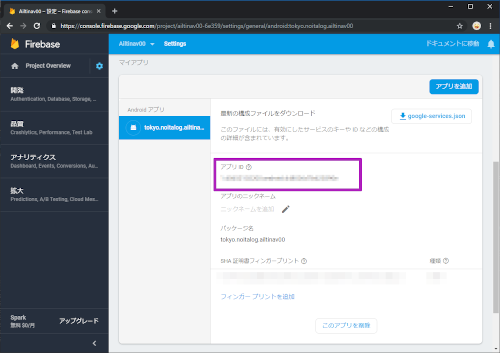 Ailtinav00 – 設定 – Firebase con
https://console.firebase.google.com/project/ailtinav00-6e359/settings/general/android:tokyo.noitalog.ailtinav00
Firebase
Ailtinav00
Settings
ドキュメントに移動
Project Overview
マイアプリ
アプリを追加
開発
Authentication, Database, Storage, ...
品質
Crashlytics, Performance, Test Lab
アナリティクス
Dashboard, Events, Conversions, Au...
拡大
Predictions, A/B Testing, Cloud Mes...
Spark
無料 $0/月
アップグレード
Android アプリ
tokyo.noitalog.ailtina...
最新の構成ファイルをダウンロード
google-services.json
このファイルには、有効にしたサービスのキーや ID などの構成
の詳細が含まれています。
アプリ ID
アプリのニックネーム
ニックネームを追加
パッケージ名
tokyo.noitalog.ailtinav00
SHA 証明書フィンガープリント
種類
フィンガー プリントを追加
このアプリを削除